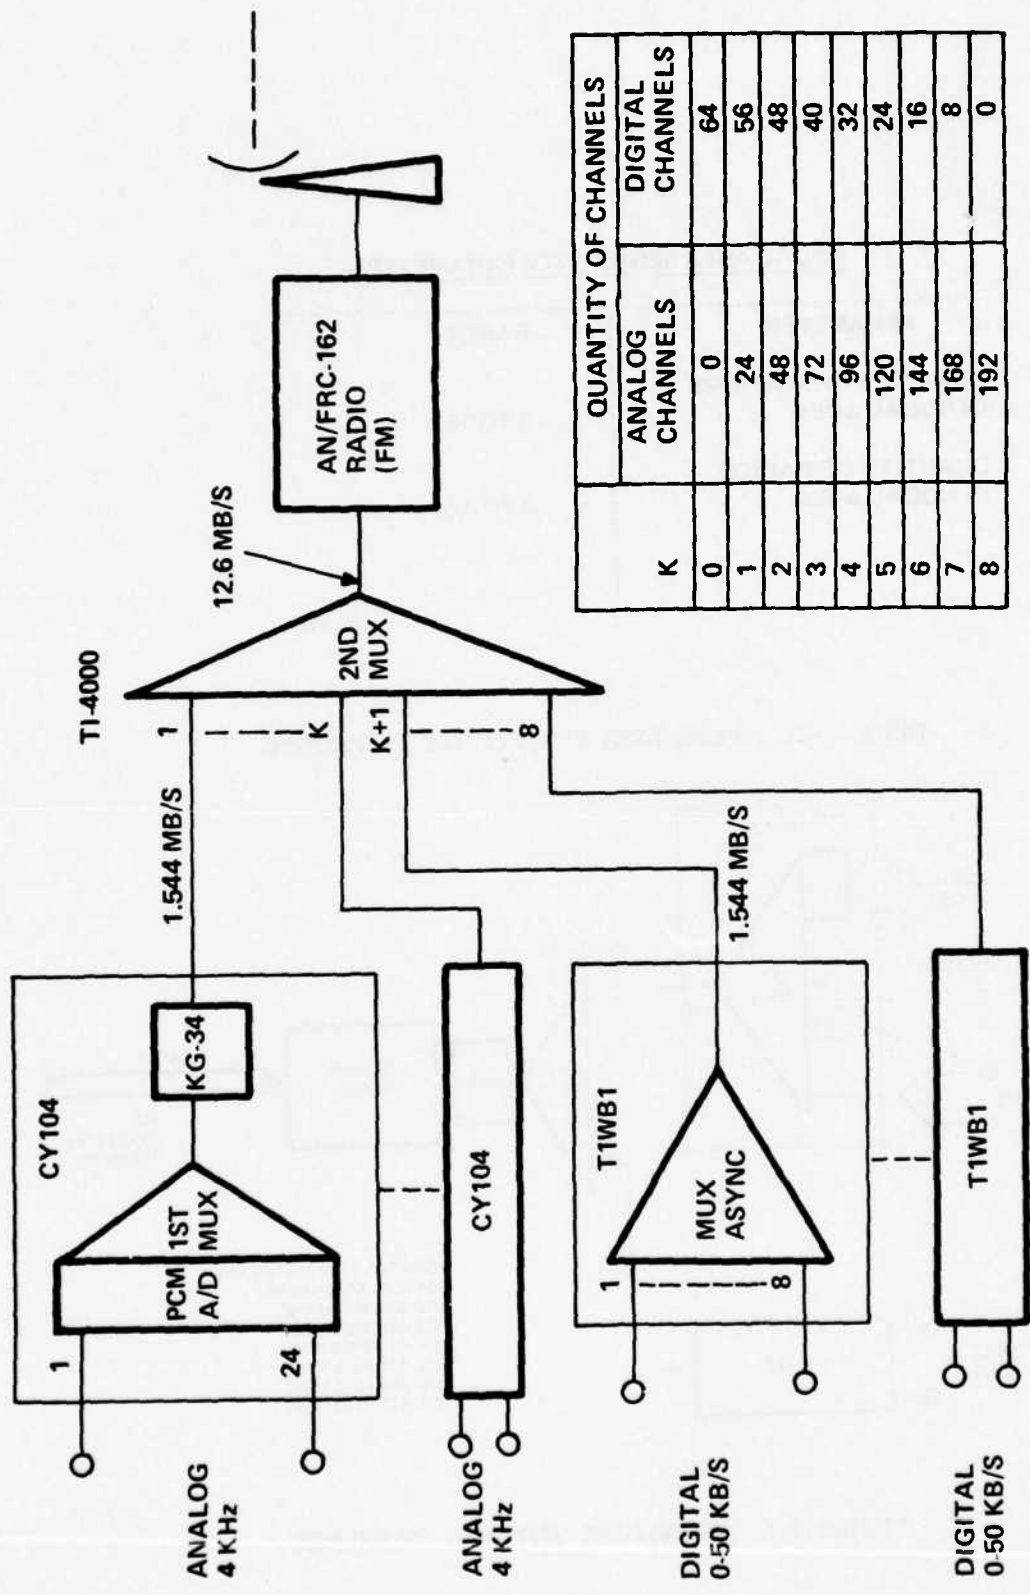 CY104
1
24
PCM
A/D
1ST
MUX
KG-34
ANALOG
4 KHz
1.544 MB/S
TI-4000
1
K
K+1
8
2ND
MUX
12.6 MB/S
AN/FRC-162
RADIO
(FM)
CY104
ANALOG
4 KHz
T1WB1
1
8
MUX
ASYNC
DIGITAL
0-50 KB/S
1.544 MB/S
T1WB1
DIGITAL
0-50 KB/S
QUANTITY OF CHANNELS
K ANALOG CHANNELS DIGITAL CHANNELS
0 0 64
1 24 56
2 48 48
3 72 40
4 96 32
5 120 24
6 144 16
7 168 8
8 192 0